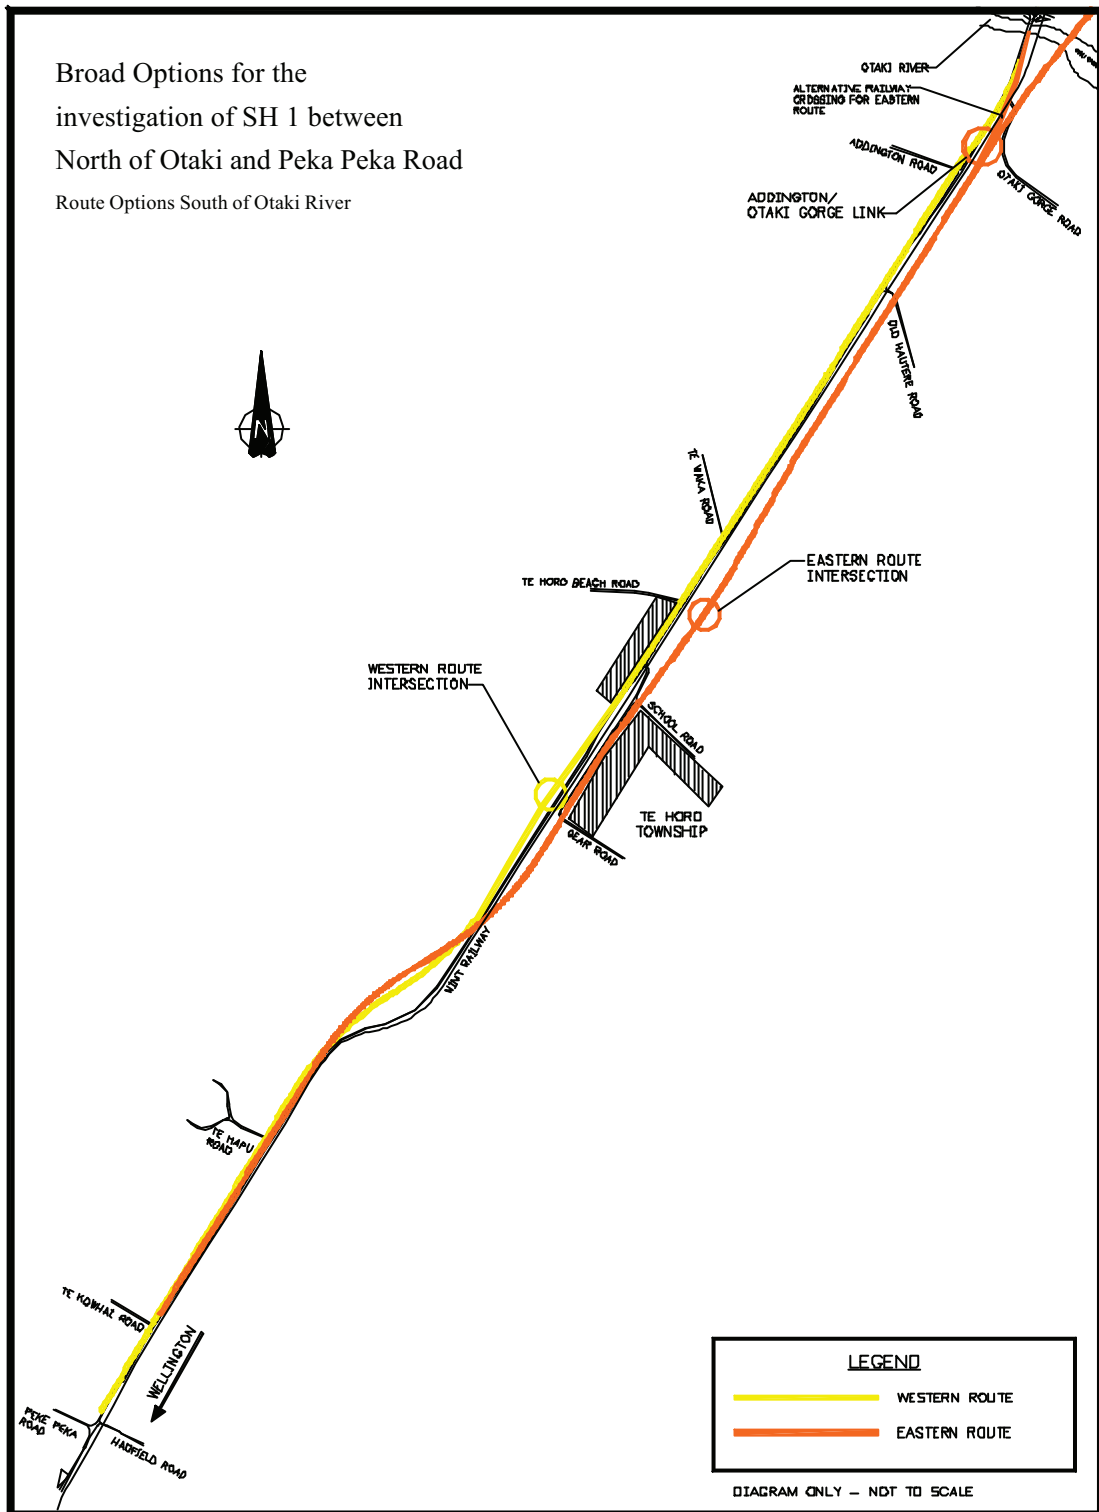 Broad Options for the
investigation of SH 1 between
North of Otaki and Peka Peka Road
Route Options South of Otaki River
OTAKI RIVER
ALTERNATIVE RAILWAY
CROSSING FOR EASTERN
ROUTE
ADDINGTON ROAD
OTAKI GORGE ROAD
ADDINGTON/
OTAKI GORGE LINK
OLD HAUTERE ROAD
N
TE WAKA ROAD
EASTERN ROUTE
INTERSECTION
TE HORO BEACH ROAD
WESTERN ROUTE
INTERSECTION
SCHOOL ROAD
TE HORO
TOWNSHIP
GEAR ROAD
NIMT RAILWAY
TE HAPU
ROAD
TE KOWHAI ROAD
WELLINGTON
PEKE PEKA
ROAD
HADFIELD ROAD
LEGEND
WESTERN ROUTE
EASTERN ROUTE
DIAGRAM ONLY – NOT TO SCALE